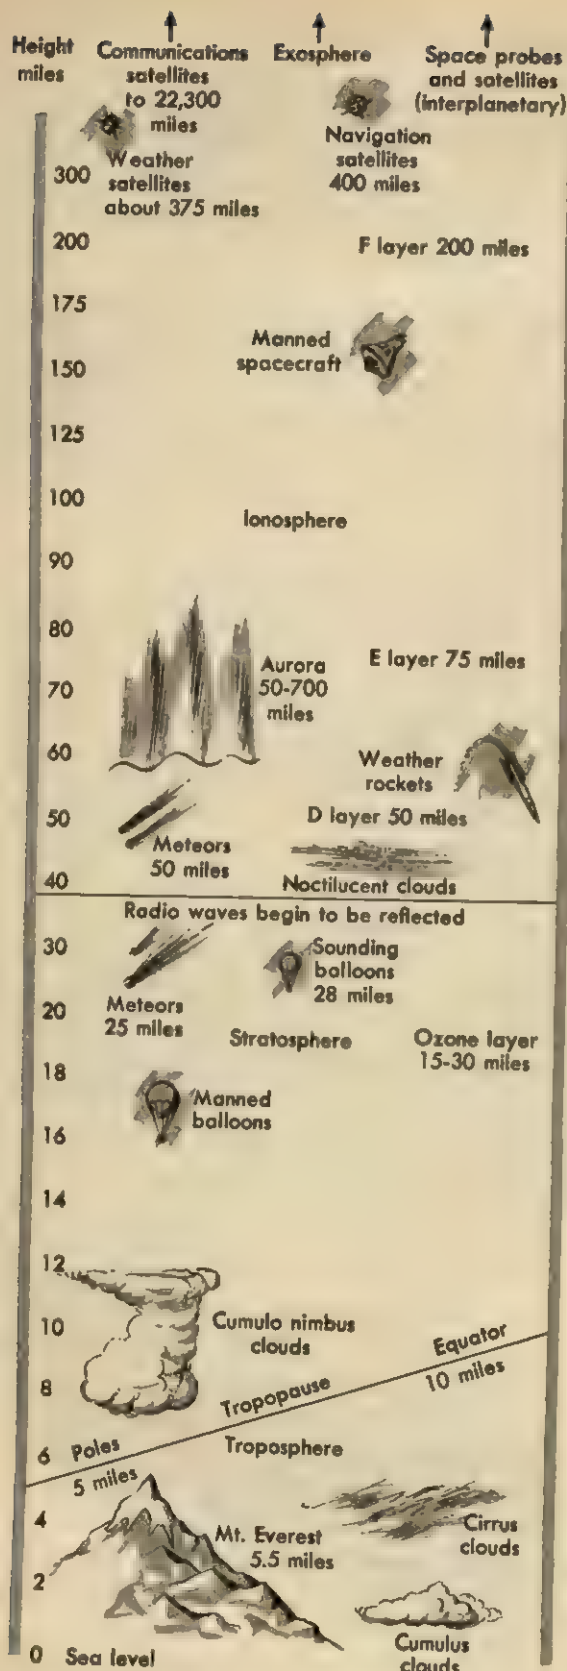 Height
miles
Communications
satellites
to 22,300
miles
Exosphere
Space probes
and satellites
(interplanetary)
Weather
satellites
about 375 miles
Navigation
satellites
400 miles
300
200
F layer 200 miles
175
Manned
spacecraft
150
125
100
Ionosphere
90
80
Aurora
50-700
miles
E layer 75 miles
70
60
Weather
rockets
50
D layer 50 miles
Meteors
50 miles
40
Noctilucent clouds
Radio waves begin to be reflected
30
Sounding
balloons
28 miles
20
Meteors
25 miles
Stratosphere
Ozone layer
15-30 miles
18
Manned
balloons
16
14
12
10
Cumulo nimbus
clouds
Equator
10 miles
8
Tropopause
6
Poles
5 miles
Troposphere
4
Mt. Everest
5.5 miles
Cirrus
clouds
2
0
Sea level
Cumulus
clouds